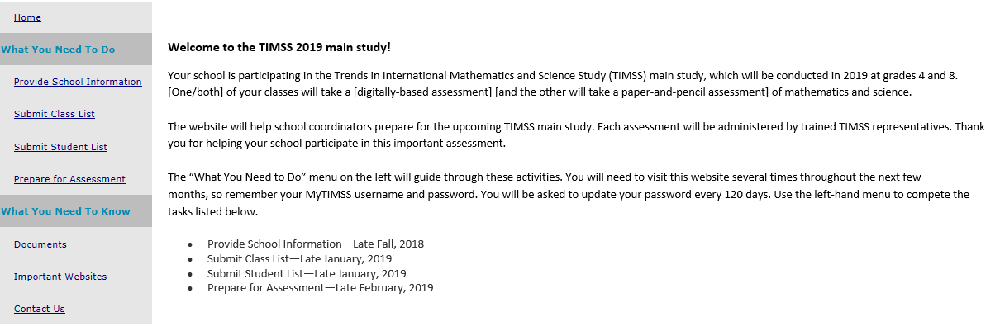 Home
What You Need To Do
Provide School Information
Submit Class List
Submit Student List
Prepare for Assessment
What You Need To Know
Documents
Important Websites
Contact Us
Welcome to the TIMSS 2019 main study!
Your school is participating in the Trends in International Mathematics and Science Study (TIMSS) main study, which will be conducted in 2019 at grades 4 and 8.
[One/both] of your classes will take a [digitally-based assessment] [and the other will take a paper-and-pencil assessment] of mathematics and science.
The website will help school coordinators prepare for the upcoming TIMSS main study. Each assessment will be administered by trained TIMSS representatives. Thank
you for helping your school participate in this important assessment.
The “What You Need to Do” menu on the left will guide through these activities. You will need to visit this website several times throughout the next few
months, so remember your MyTIMSS username and password. You will be asked to update your password every 120 days. Use the left-hand menu to compete the
tasks listed below.
• Provide School Information—Late Fall, 2018
• Submit Class List—Late January, 2019
• Submit Student List—Late January, 2019
• Prepare for Assessment—Late February, 2019